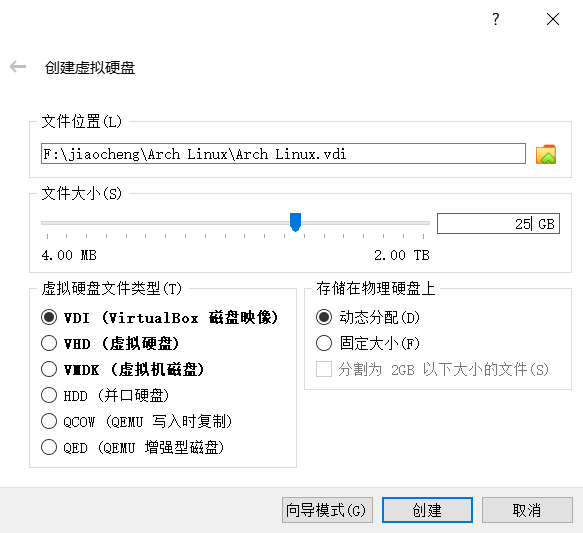 ?
创建虚拟硬盘
文件位置(L)
F:\jiaocheng\Arch Linux\Arch Linux.vdi
文件大小(S)
25 GB
4.00 MB
2.00 TB
虚拟硬盘文件类型(T)
VDI (VirtualBox 磁盘映像)
VHD (虚拟硬盘)
VMDK (虚拟机磁盘)
HDD (并口硬盘)
QCOW (QEMU 写入时复制)
QED (QEMU 增强型磁盘)
存储在物理硬盘上
动态分配(D)
固定大小(F)
分割为 2GB 以下大小的文件(S)
向导模式(G)
创建
取消